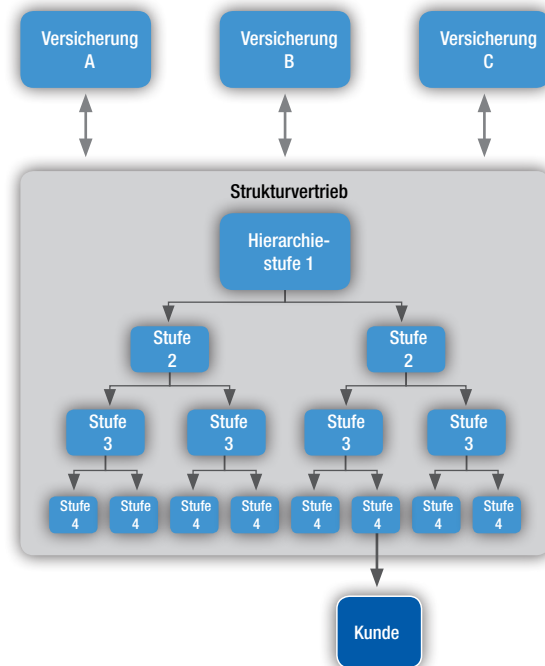 Versicherung
A
Versicherung
B
Versicherung
C
Strukturvertrieb
Hierarchie-
stufe 1
Stufe
2
Stufe
2
Stufe
3
Stufe
3
Stufe
3
Stufe
3
Stufe
4
Stufe
4
Stufe
4
Stufe
4
Stufe
4
Stufe
4
Stufe
4
Stufe
4
Kunde